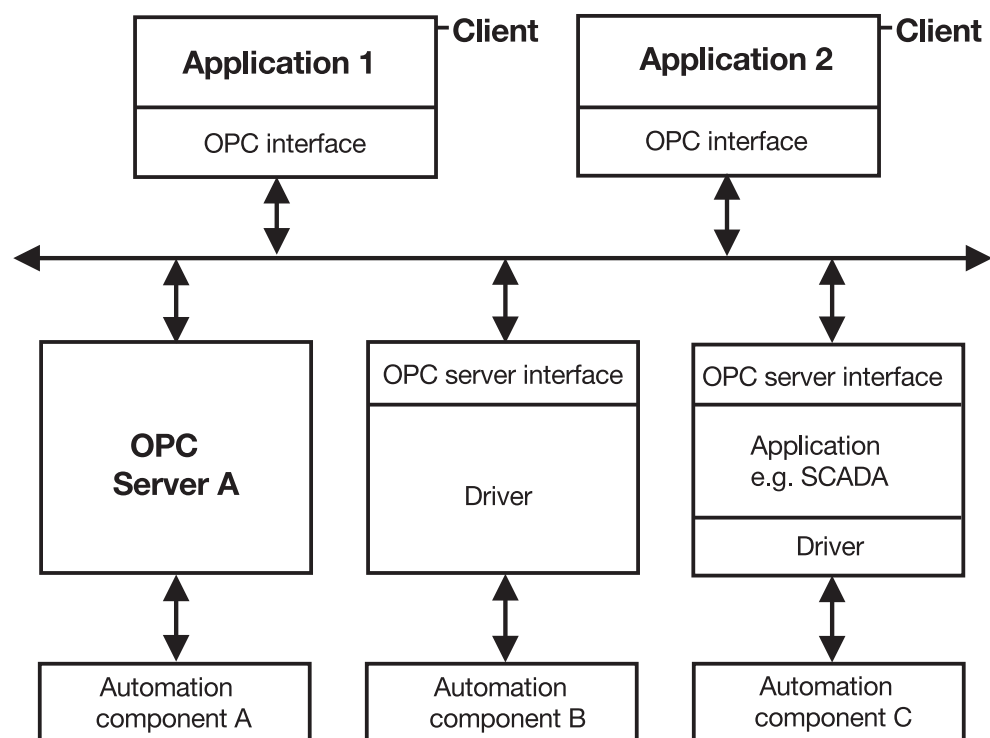 Client
Application 1
OPC interface
Client
Application 2
OPC interface
OPC
Server A
OPC server interface
Driver
OPC server interface
Application
e.g. SCADA
Driver
Automation
component A
Automation
component B
Automation
component C